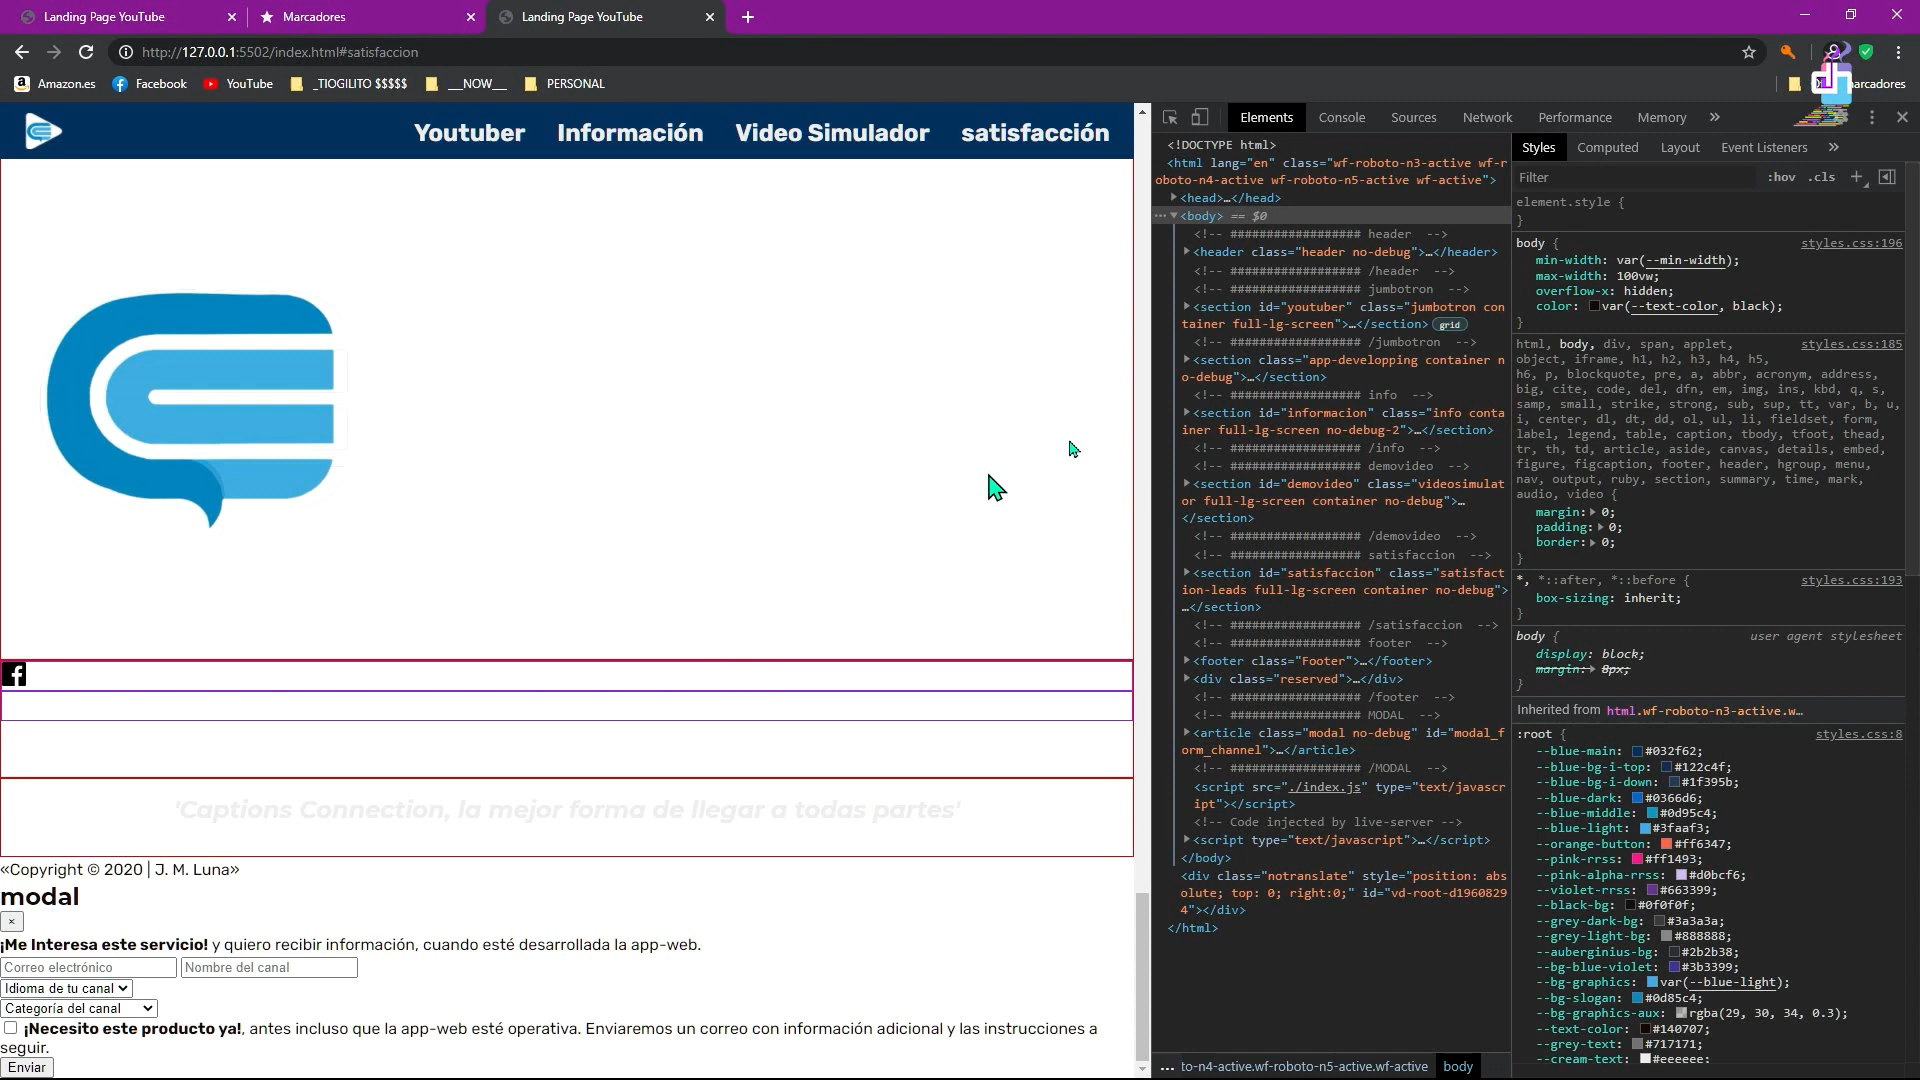 Landing Page YouTube
Marcadores
Landing Page YouTube
http://127.0.0.1:5502/index.html#satisfaccion
Amazon.es
Facebook
YouTube
_TIOGILITO $$$$$
___NOW___
PERSONAL
marcadores
Youtuber
Información
Video Simulador
satisfacción
'Captions Connection, la mejor forma de llegar a todas partes'
«Copyright © 2020 | J. M. Luna»
modal
×
¡Me Interesa este servicio! y quiero recibir información, cuando esté desarrollada la app-web.
Correo electrónico
Nombre del canal
Idioma de tu canal
Categoría del canal
¡Necesito este producto ya!, antes incluso que la app-web esté operativa. Enviaremos un correo con información adicional y las instrucciones a
seguir.
Enviar
Elements
Console
Sources
Network
Performance
Memory
<!DOCTYPE html>
<html lang="en" class="wf-roboto-n3-active wf-r
oboto-n4-active wf-roboto-n5-active wf-active">
<head>…</head>
<body> == $0
<!-- ################## header -->
<header class="header no-debug">…</header>
<!-- ################## /header -->
<!-- ################## jumbotron -->
<section id="youtuber" class="jumbotron con
tainer full-lg-screen">…</section> grid
<!-- ################## /jumbotron -->
<section class="app-developping container n
o-debug">…</section>
<!-- ################## info -->
<section id="informacion" class="info conta
iner full-lg-screen no-debug-2">…</section>
<!-- ################## /info -->
<!-- ################## demovideo -->
<section id="demovideo" class="videosimulat
or full-lg-screen container no-debug">…
</section>
<!-- ################## /demovideo -->
<!-- ################## satisfaccion -->
<section id="satisfaccion" class="satisfact
ion-leads full-lg-screen container no-debug">
…</section>
<!-- ################## /satisfaccion -->
<!-- ################## footer -->
<footer class="Footer">…</footer>
<div class="reserved">…</div>
<!-- ################## /footer -->
<!-- ################## MODAL -->
<article class="modal no-debug" id="modal_f
orm_channel">…</article>
<!-- ################## /MODAL -->
<script src="./index.js" type="text/javascr
ipt"></script>
<!-- Code injected by live-server -->
<script type="text/javascript">…</script>
</body>
<div class="notranslate" style="position: abs
olute; top: 0; right:0;" id="vd-root-d1960829
4"></div>
</html>
... to-n4-active.wf-roboto-n5-active.wf-active
body
Styles
Computed
Layout
Event Listeners
Filter
:hov
.cls
element.style {
}
body {
styles.css:196
min-width: var(--min-width);
max-width: 100vw;
overflow-x: hidden;
color: var(--text-color, black);
}
html, body, div, span, applet,
styles.css:185
object, iframe, h1, h2, h3, h4, h5,
h6, p, blockquote, pre, a, abbr, acronym, address,
big, cite, code, del, dfn, em, img, ins, kbd, q, s,
samp, small, strike, strong, sub, sup, tt, var, b, u,
i, center, dl, dt, dd, ol, ul, li, fieldset, form,
label, legend, table, caption, tbody, tfoot, thead,
tr, th, td, article, aside, canvas, details, embed,
figure, figcaption, footer, header, hgroup, menu,
nav, output, ruby, section, summary, time, mark,
audio, video {
margin: 0;
padding: 0;
border: 0;
}
*, *::after, *::before {
styles.css:193
box-sizing: inherit;
}
body {
user agent stylesheet
display: block;
margin: 8px;
}
Inherited from html.wf-roboto-n3-active.w…
:root {
styles.css:8
--blue-main: #032f62;
--blue-bg-i-top: #122c4f;
--blue-bg-i-down: #1f395b;
--blue-dark: #0366d6;
--blue-middle: #0d95c4;
--blue-light: #3faaf3;
--orange-button: #ff6347;
--pink-rrss: #ff1493;
--pink-alpha-rrss: #d0bcf6;
--violet-rrss: #663399;
--black-bg: #0f0f0f;
--grey-dark-bg: #3a3a3a;
--grey-light-bg: #888888;
--auberginius-bg: #2b2b38;
--bg-blue-violet: #3b3399;
--bg-graphics: var(--blue-light);
--bg-slogan: #0d85c4;
--bg-graphics-aux: rgba(29, 30, 34, 0.3);
--text-color: #140707;
--grey-text: #717171;
--cream-text: #eeeeee;